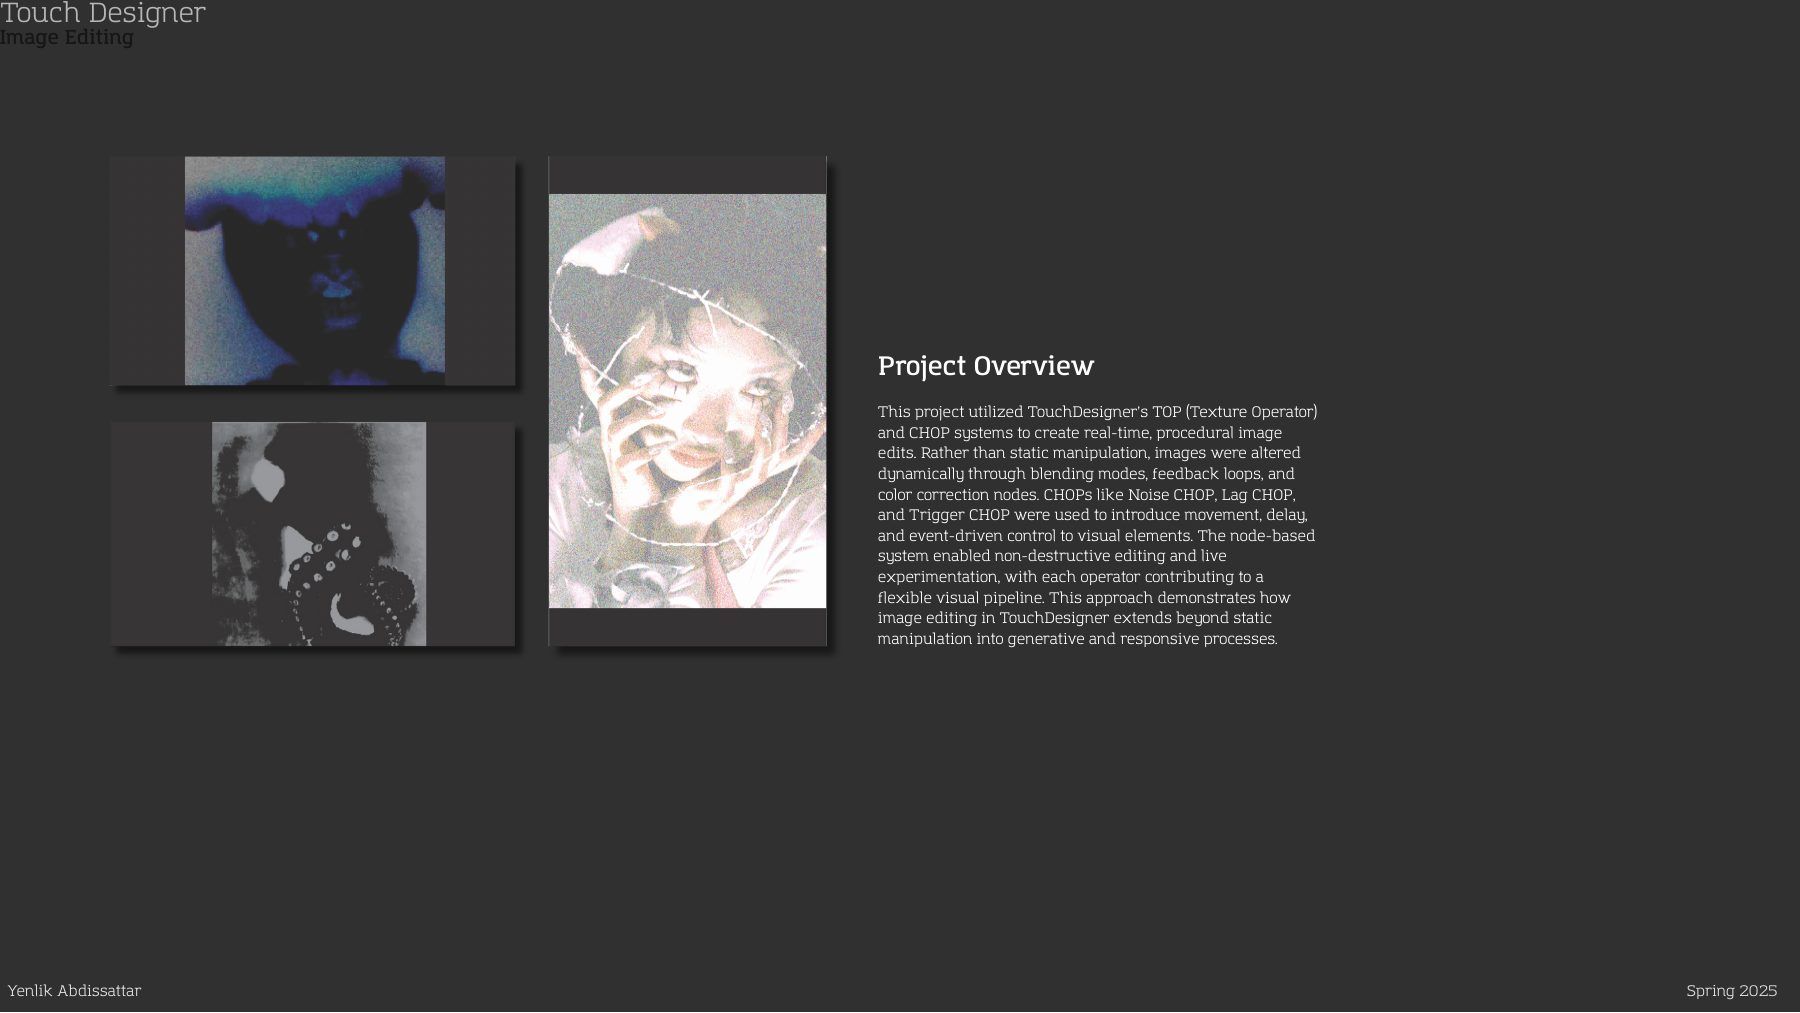 Touch Designer
Image Editing
Project Overview
This project utilized TouchDesigner's TOP (Texture Operator)
and CHOP systems to create real-time, procedural image
edits. Rather than static manipulation, images were altered
dynamically through blending modes, feedback loops, and
color correction nodes. CHOPs like Noise CHOP, Lag CHOP,
and Trigger CHOP were used to introduce movement, delay,
and event-driven control to visual elements. The node-based
system enabled non-destructive editing and live
experimentation, with each operator contributing to a
flexible visual pipeline. This approach demonstrates how
image editing in TouchDesigner extends beyond static
manipulation into generative and responsive processes.
Yenlik Abdissattar
Spring 2025